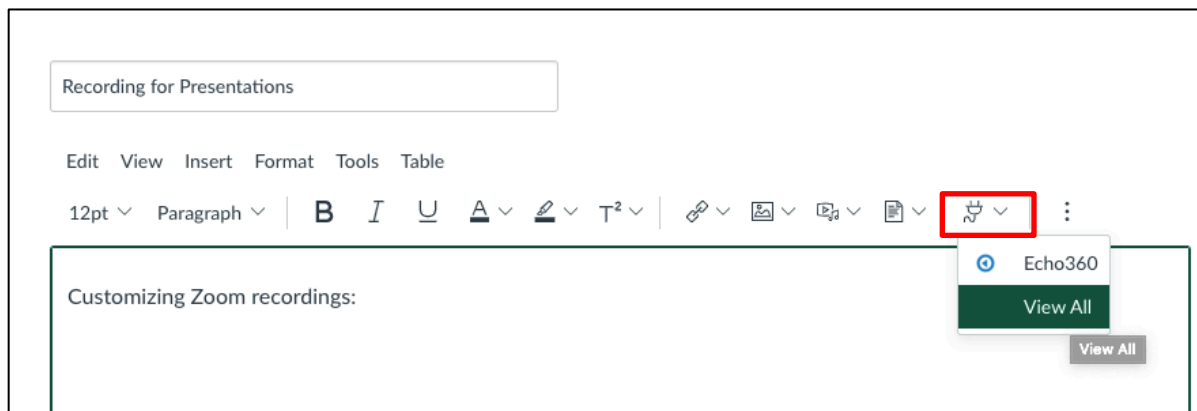 Recording for Presentations
Edit View Insert Format Tools Table
12pt Paragraph B I U A T²
Echo360
Customizing Zoom recordings:
View All
View All